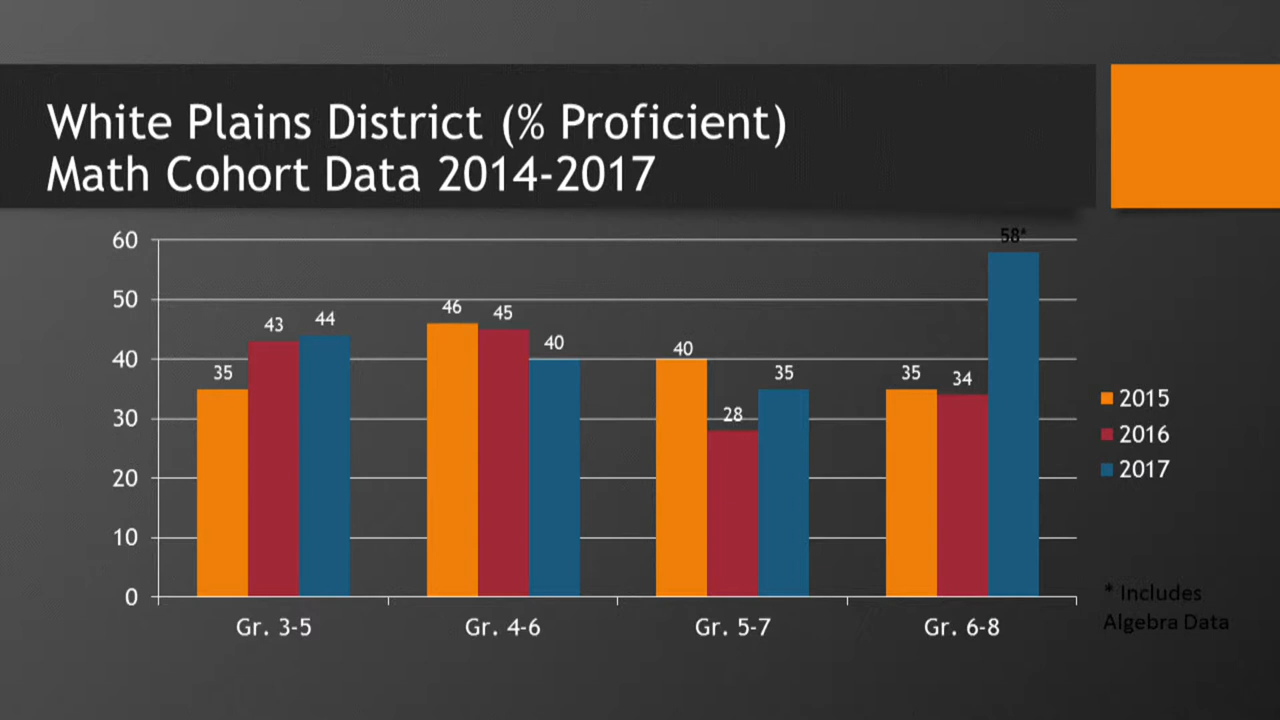 White Plains District (% Proficient)
Math Cohort Data 2014-2017
60
50
40
30
20
10
0
35
43
44
46
45
40
40
28
35
35
34
58*
Gr. 3-5
Gr. 4-6
Gr. 5-7
Gr. 6-8
2015
2016
2017
* Includes
Algebra Data